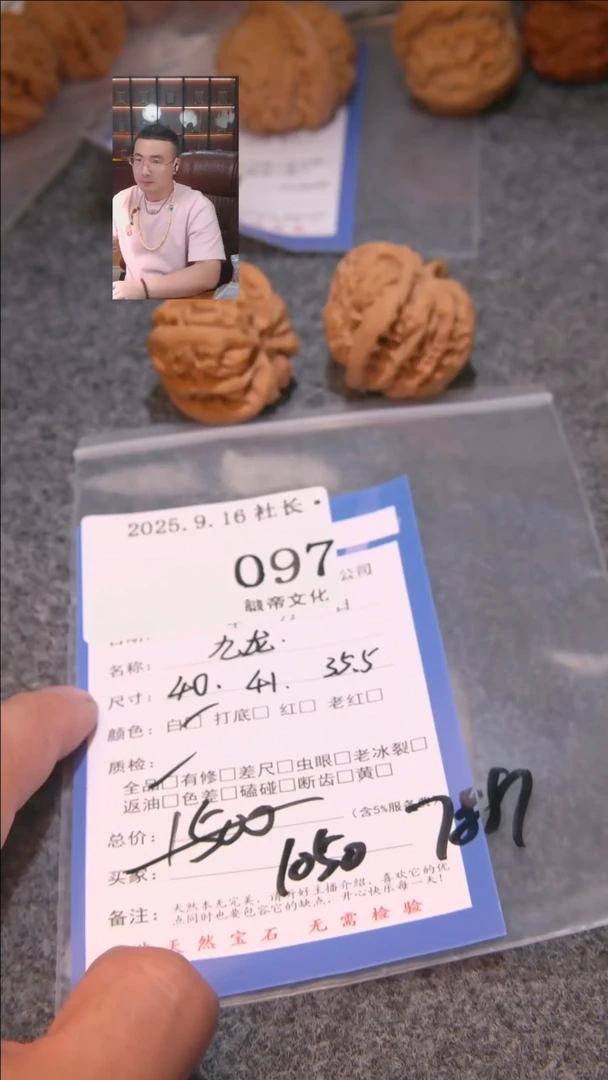 2025.9.16 社长·
097
公司
帝文化
名称： 九龙.
尺寸： 40. 41. 35.5
颜色： 白☑ 打底□ 红□ 老红□
质检：
全品☑有修□差尺□虫眼□老冰裂□
返油□色差□磕碰□断齿□黄□
总价： 1500 （含5%服务费）
买家： 1050
备注： 天然本无完美，请听好主播介绍，喜欢它的优
点同时也要包容它的缺点，开心快乐每一天！
天然宝石 无需检验